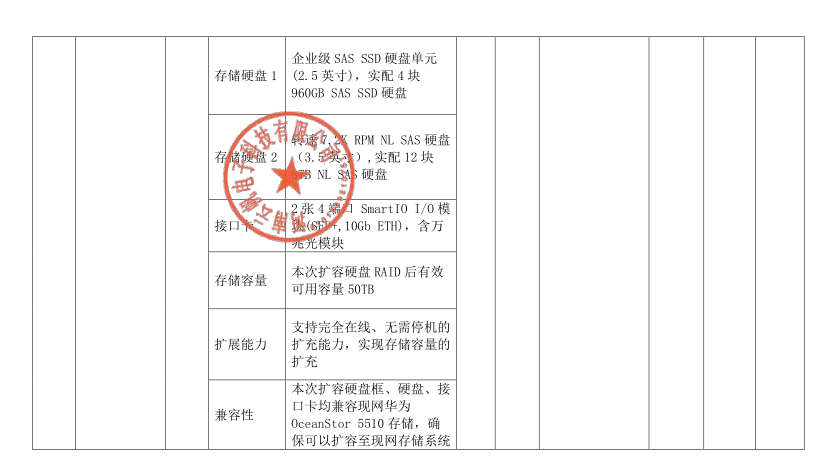 存储硬盘 1
企业级 SAS SSD 硬盘单元
(2.5 英寸)，实配 4 块
960GB SAS SSD 硬盘
存储硬盘 2
转速 7.2K RPM NL SAS 硬盘
（3.5 英寸）,实配 12 块
NL SAS 硬盘
接口卡
2 张 4 端口 SmartIO I/O 模
(SFP+,10Gb ETH)，含万
兆光模块
存储容量
本次扩容硬盘 RAID 后有效
可用容量 50TB
扩展能力
支持完全在线、无需停机的
扩充能力，实现存储容量的
扩充
兼容性
本次扩容硬盘框、硬盘、接
口卡均兼容现网华为
OceanStor 5510 存储，确
保可以扩容至现网存储系统
电子科技有限公司